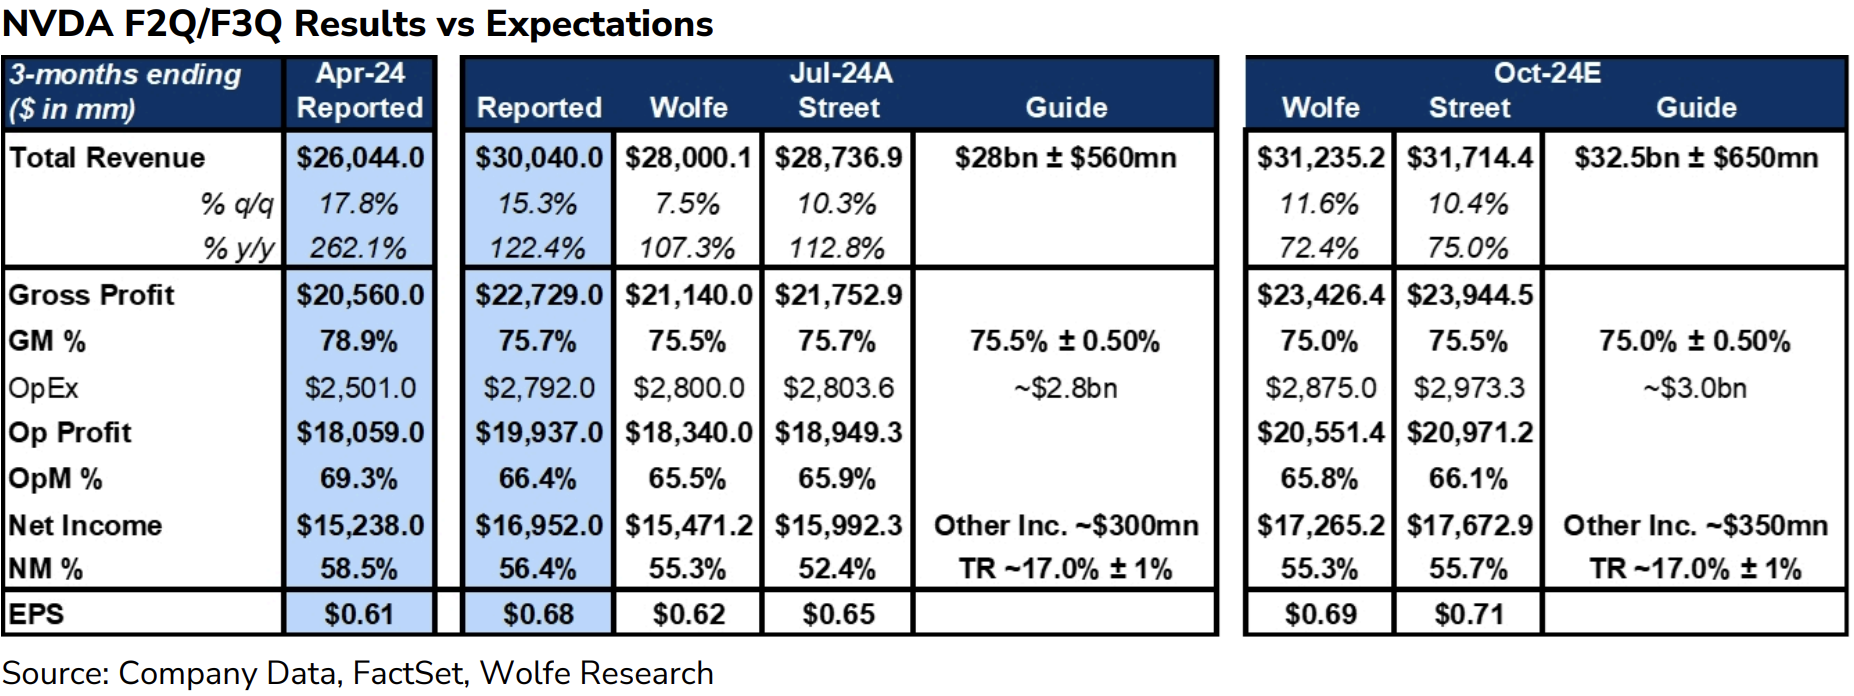 NVDA F2Q/F3Q Results vs Expectations
3-months ending Apr-24 Jul-24A Oct-24E
($ in mm) Reported Reported Wolfe Street Guide Wolfe Street Guide
Total Revenue $26,044.0 $30,040.0 $28,000.1 $28,736.9 $28bn ± $560mn $31,235.2 $31,714.4 $32.5bn ± $650mn
% q/q 17.8% 15.3% 7.5% 10.3% 11.6% 10.4%
% y/y 262.1% 122.4% 107.3% 112.8% 72.4% 75.0%
Gross Profit $20,560.0 $22,729.0 $21,140.0 $21,752.9 $23,426.4 $23,944.5
GM % 78.9% 75.7% 75.5% 75.7% 75.5% ± 0.50% 75.0% 75.5% 75.0% ± 0.50%
OpEx $2,501.0 $2,792.0 $2,800.0 $2,803.6 ~$2.8bn $2,875.0 $2,973.3 ~$3.0bn
Op Profit $18,059.0 $19,937.0 $18,340.0 $18,949.3 $20,551.4 $20,971.2
OpM % 69.3% 66.4% 65.5% 65.9% 65.8% 66.1%
Net Income $15,238.0 $16,952.0 $15,471.2 $15,992.3 Other Inc. ~$300mn $17,265.2 $17,672.9 Other Inc. ~$350mn
NM % 58.5% 56.4% 55.3% 52.4% TR ~17.0% ± 1% 55.3% 55.7% TR ~17.0% ± 1%
EPS $0.61 $0.68 $0.62 $0.65 $0.69 $0.71
Source: Company Data, FactSet, Wolfe Research